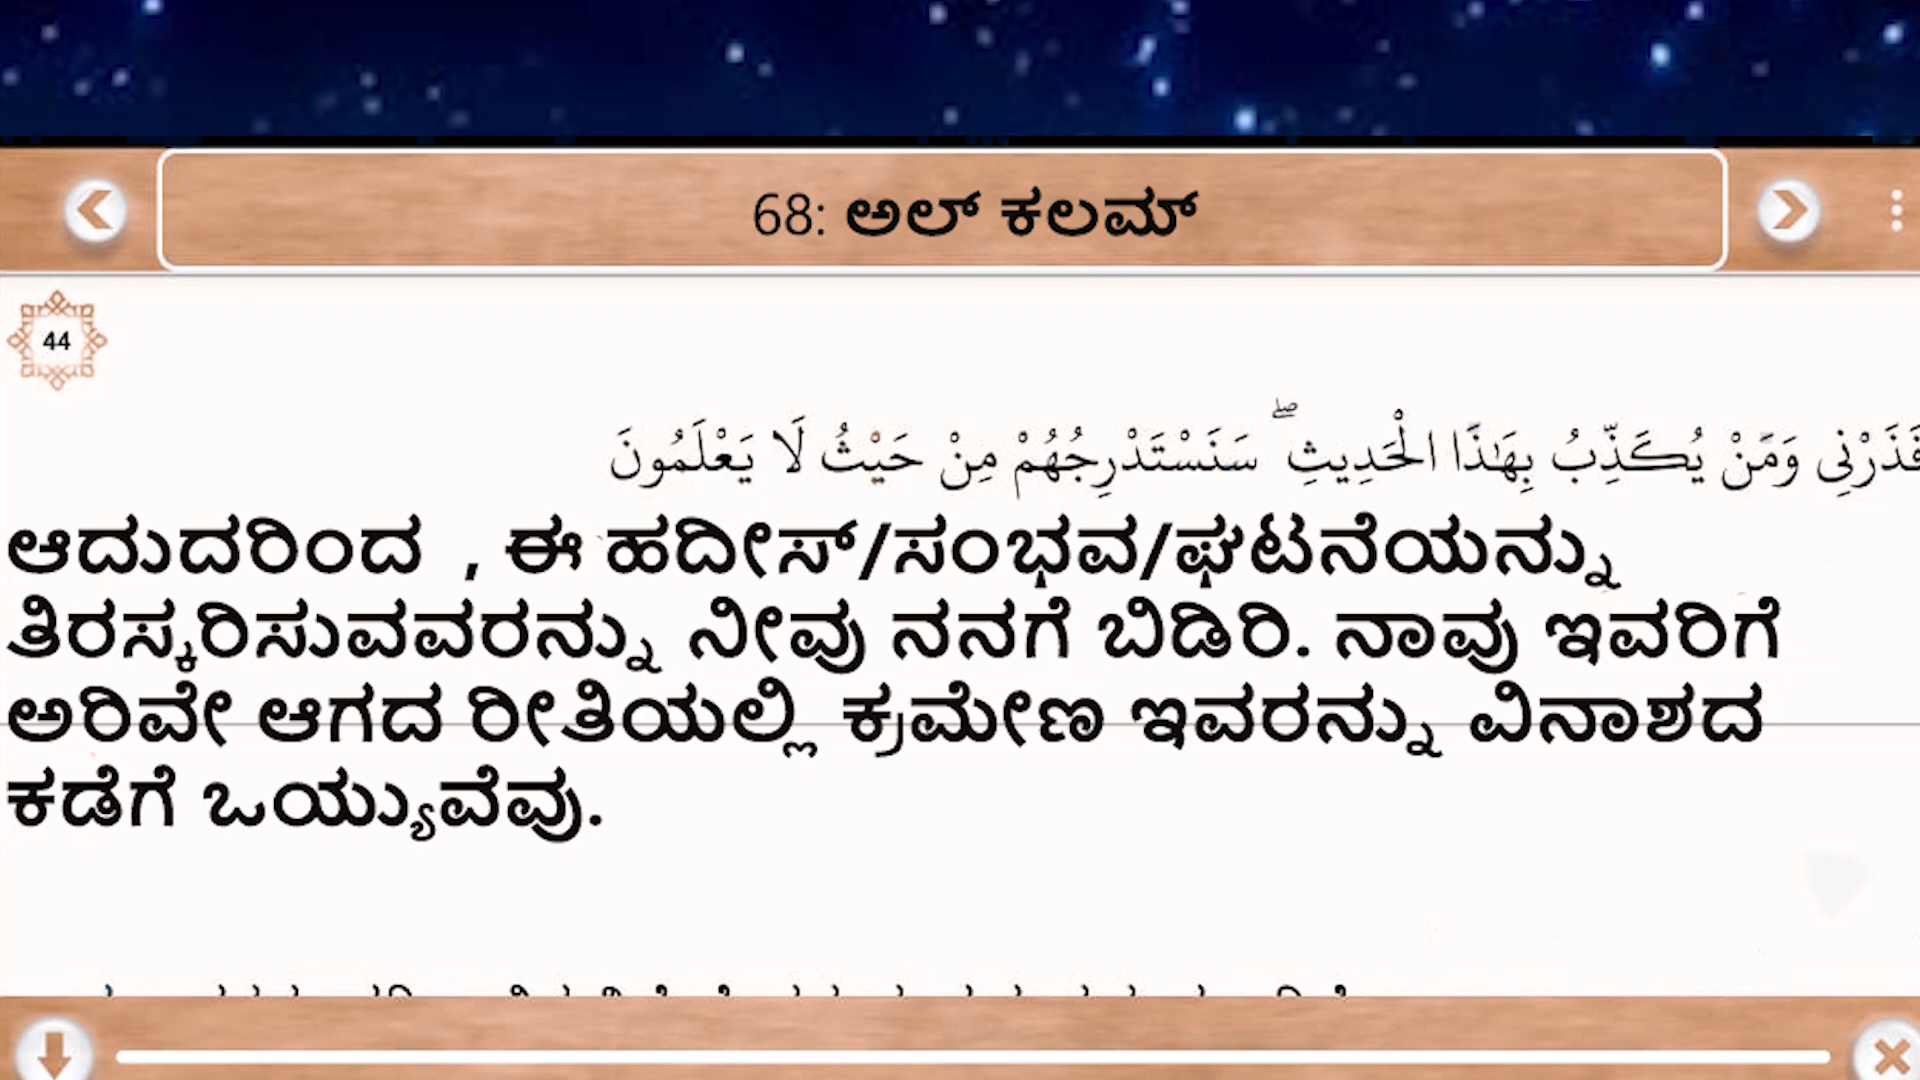 68: ಅಲ್ ಕಲಮ್
44
فَذَرْنِى وَمَنْ يُكَذِّبُ بِهَٰذَا الْحَدِيثِ ۖ سَنَسْتَدْرِجُهُمْ مِنْ حَيْثُ لَا يَعْلَمُونَ
ಆದುದರಿಂದ , ಈ ಹದೀಸ್/ಸಂಭವ/ಘಟನೆಯನ್ನು
ತಿರಸ್ಕರಿಸುವವರನ್ನು ನೀವು ನನಗೆ ಬಿಡಿರಿ. ನಾವು ಇವರಿಗೆ
ಅರಿವೇ ಆಗದ ರೀತಿಯಲ್ಲಿ ಕ್ರಮೇಣ ಇವರನ್ನು ವಿನಾಶದ
ಕಡೆಗೆ ಒಯ್ಯುವೆವು.